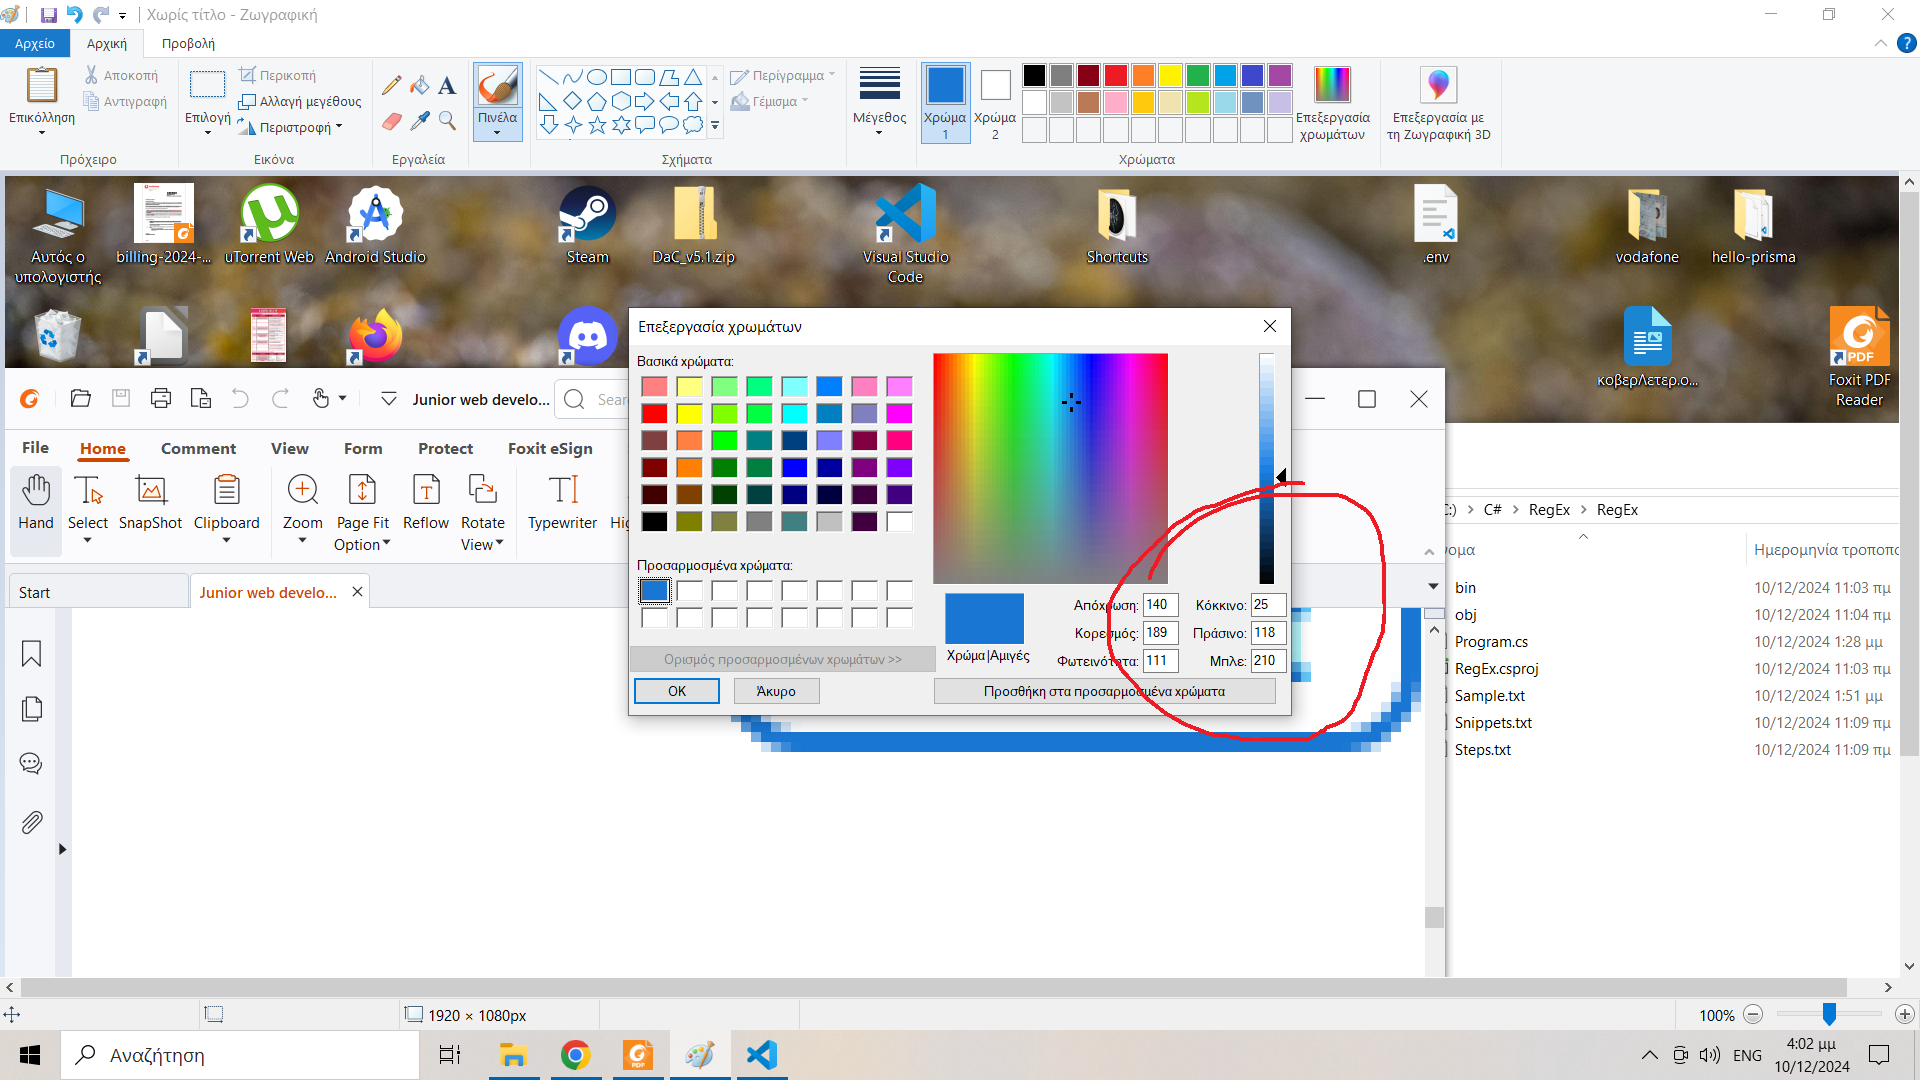 Χωρίς τίτλο - Ζωγραφική
Αρχείο Αρχική Προβολή
Επικόλληση
Αποκοπή
Αντιγραφή
Πρόχειρο
Επιλογή
Περικοπή
Αλλαγή μεγέθους
Περιστροφή
Εικόνα
A
Εργαλεία
Πινέλα
Περίγραμμα
Γέμισμα
Σχήματα
Μέγεθος
Χρώμα
1
Χρώμα
2
Επεξεργασία
χρωμάτων
Χρώματα
Επεξεργασία με
τη Ζωγραφική 3D
Αυτός ο
υπολογιστής
billing-2024-...
uTorrent Web
Android Studio
Steam
DaC_v5.1.zip
Visual Studio
Code
Shortcuts
.env
vodafone
hello-prisma
κοβερΛετερ.ο...
PDF
Foxit PDF
Reader
Junior web develo...
Sear
File Home Comment View Form Protect Foxit eSign
Hand
Select
SnapShot
Clipboard
Zoom
Page Fit
Option
Reflow
Rotate
View
Typewriter
Hig
Start
Junior web develo...
Επεξεργασία χρωμάτων
Βασικά χρώματα:
Προσαρμοσμένα χρώματα:
Ορισμός προσαρμοσμένων χρωμάτων >>
OK
Άκυρο
Χρώμα|Αμιγές
Απόχρωση: 140
Κορεσμός: 189
Φωτεινότητα: 111
Κόκκινο: 25
Πράσινο: 118
Μπλε: 210
Προσθήκη στα προσαρμοσμένα χρώματα
C:) > C# > RegEx > RegEx
νομα Ημερομηνία τροποπο
bin 10/12/2024 11:03 πμ
obj 10/12/2024 11:04 πμ
Program.cs 10/12/2024 1:28 μμ
RegEx.csproj 10/12/2024 11:03 πμ
Sample.txt 10/12/2024 1:51 μμ
Snippets.txt 10/12/2024 11:09 πμ
Steps.txt 10/12/2024 11:09 πμ
1920 × 1080px
100%
Αναζήτηση
PDF
ENG
4:02 μμ
10/12/2024